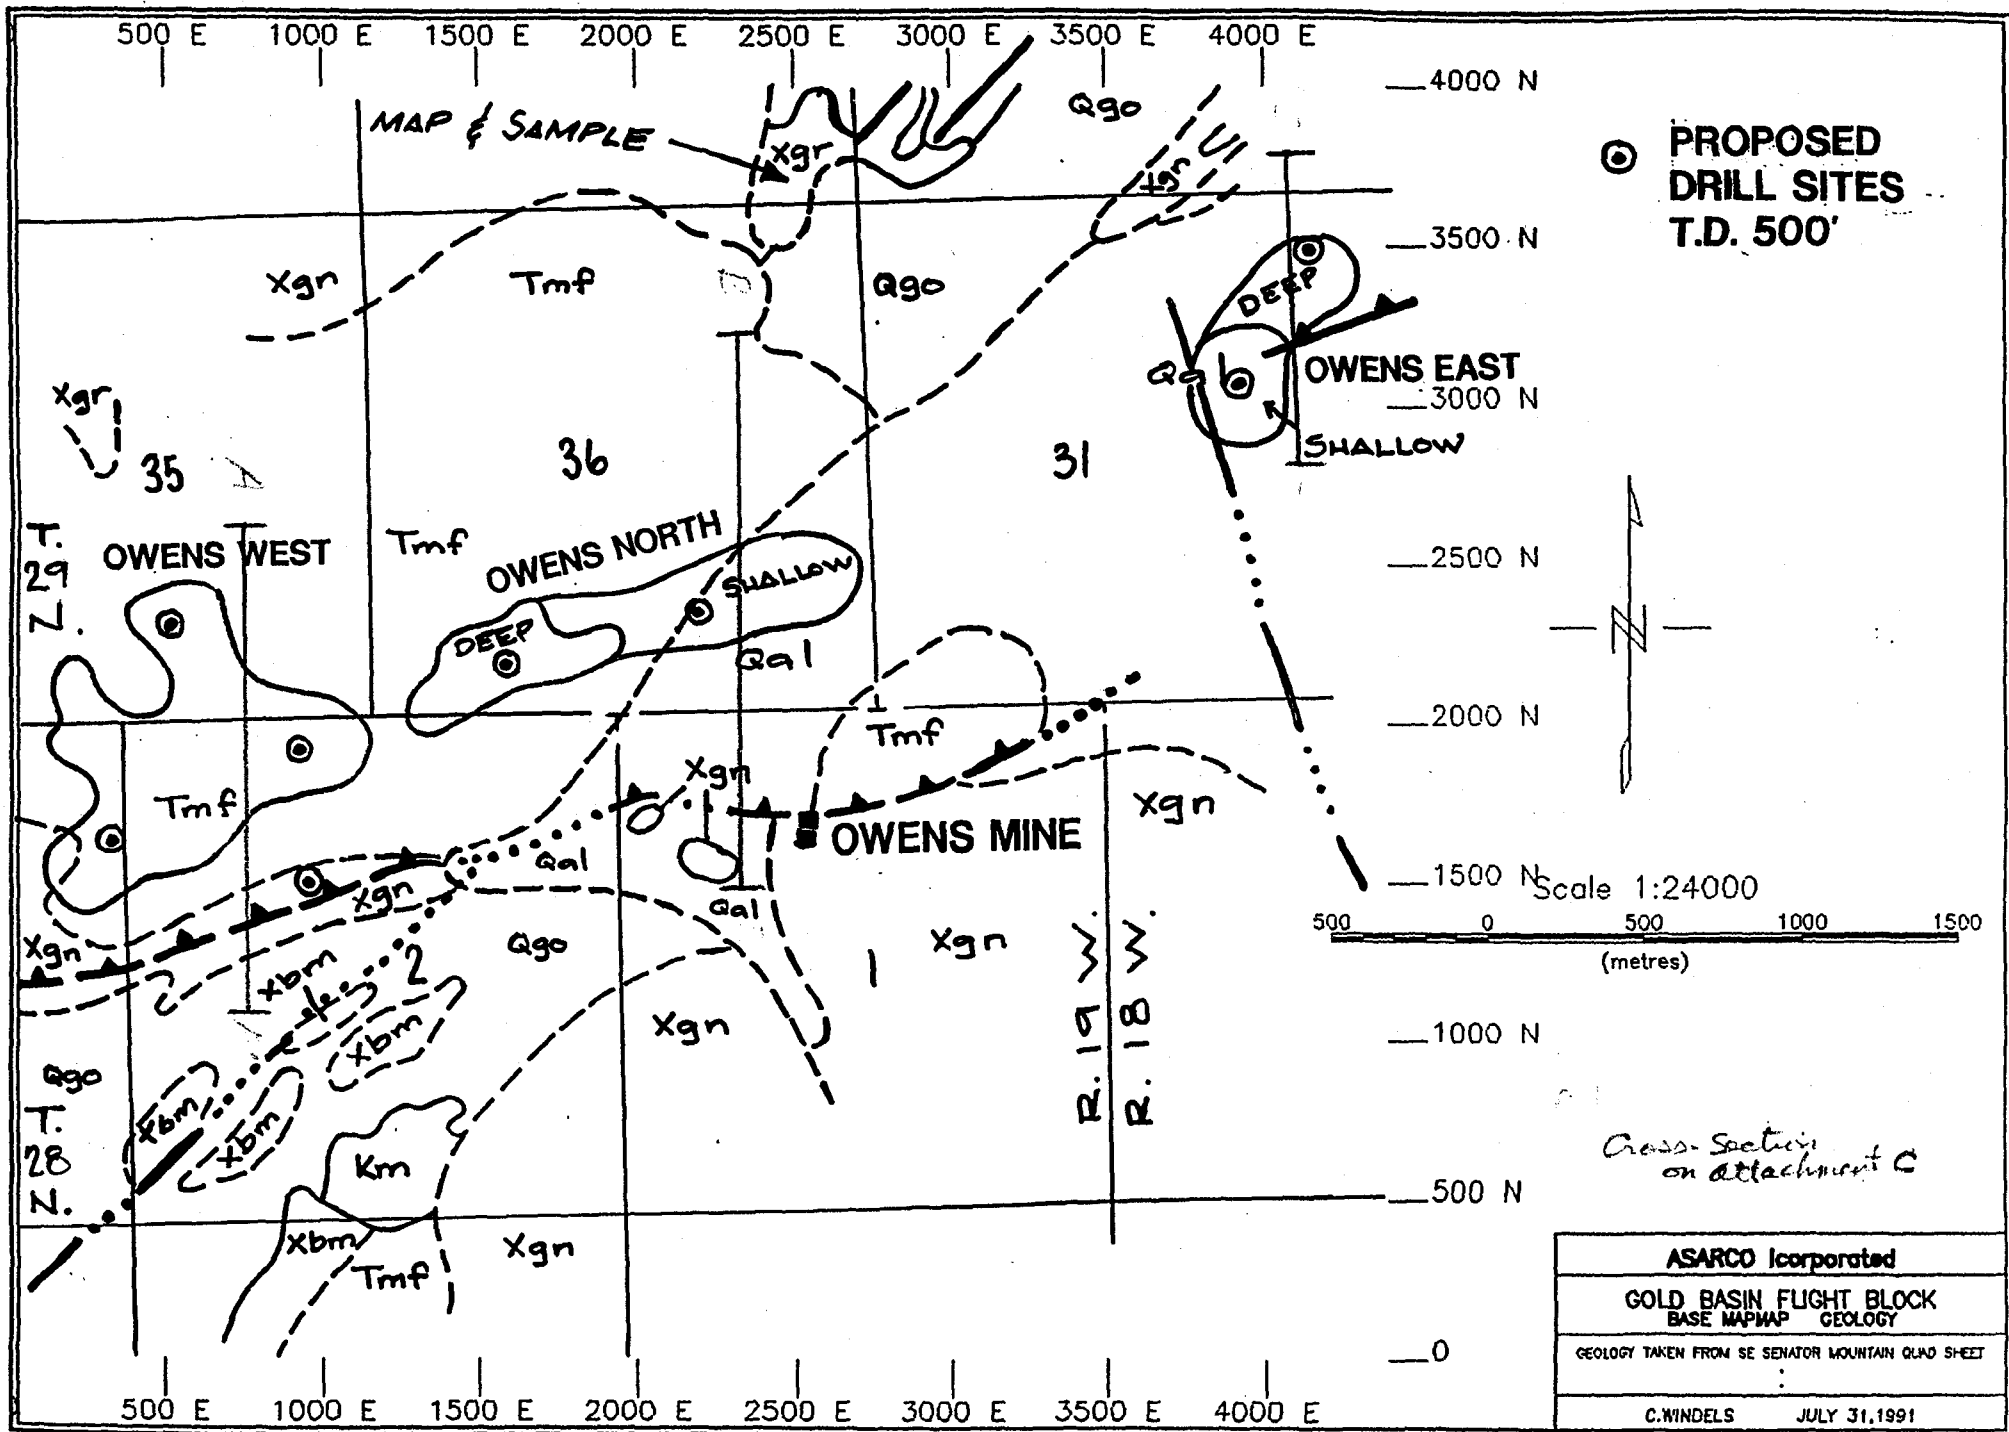 500 E 1000 E 1500 E 2000 E 2500 E 3000 E 3500 E 4000 E
4000 N
MAP & SAMPLE
Xgr
Qgo
Xgn
PROPOSED
DRILL SITES
T.D. 500'
3500 N
Xgn
Tmf
Qgo
DEEP
OWENS EAST
3000 N
SHALLOW
Xgr
35
36
31
T.
29
N.
OWENS WEST
Tmf
OWENS NORTH
2500 N
SHALLOW
DEEP
Qal
2000 N
Tmf
Tmf
Xgn
Xgn
OWENS MINE
Qal
Xgn
1500 N
Scale 1:24000
500 0 500 1000 1500
(metres)
Qal
Xgn
Qgo
Xgn
1
2
Xbm
Xbm
Xgn
R. 19 W.
R. 18 W.
1000 N
Qgo
T.
28
N.
Xbm
Xbm
Km
Cross-Section
on attachment C
500 N
Xbm
Tmf
Xgn
0
500 E 1000 E 1500 E 2000 E 2500 E 3000 E 3500 E 4000 E
ASARCO Icorporated
GOLD BASIN FLIGHT BLOCK
BASE MAPMAP GEOLOGY
GEOLOGY TAKEN FROM SE SENATOR MOUNTAIN QUAD SHEET
:
C.WINDELS JULY 31,1991